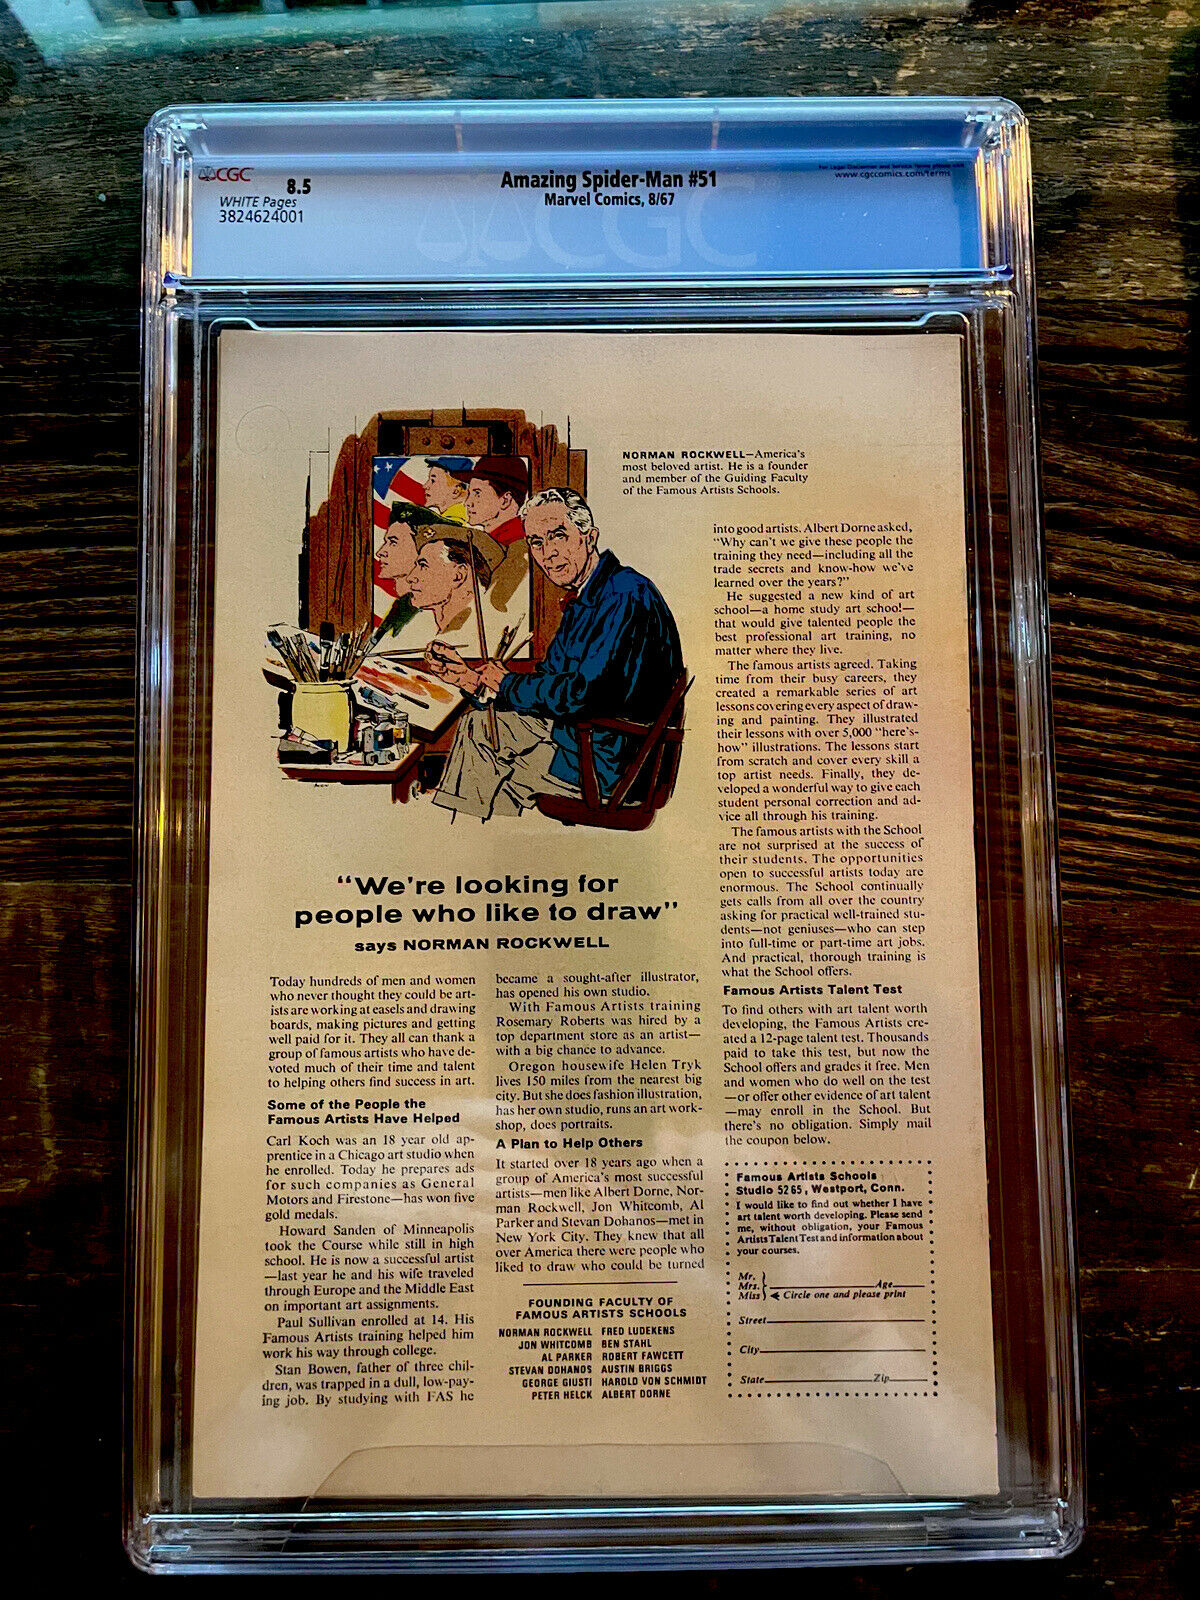 CGC
8.5
WHITE Pages
3824624001
Amazing Spider-Man #51
Marvel Comics, 8/67
For Legal Disclaimer and Service Terms please visit
www.cgccomics.com/terms
CGC
NORMAN ROCKWELL—America's
most beloved artist. He is a founder
and member of the Guiding Faculty
of the Famous Artists Schools.
"We're looking for
people who like to draw"
says NORMAN ROCKWELL
Today hundreds of men and women
who never thought they could be art-
ists are working at easels and drawing
boards, making pictures and getting
well paid for it. They all can thank a
group of famous artists who have de-
voted much of their time and talent
to helping others find success in art.
Some of the People the
Famous Artists Have Helped
Carl Koch was an 18 year old ap-
prentice in a Chicago art studio when
he enrolled. Today he prepares ads
for such companies as General
Motors and Firestone—has won five
gold medals.
Howard Sanden of Minneapolis
took the Course while still in high
school. He is now a successful artist
—last year he and his wife traveled
through Europe and the Middle East
on important art assignments.
Paul Sullivan enrolled at 14. His
Famous Artists training helped him
work his way through college.
Stan Bowen, father of three chil-
dren, was trapped in a dull, low-pay-
ing job. By studying with FAS he
became a sought-after illustrator,
has opened his own studio.
With Famous Artists training
Rosemary Roberts was hired by a
top department store as an artist—
with a big chance to advance.
Oregon housewife Helen Tryk
lives 150 miles from the nearest big
city. But she does fashion illustration,
has her own studio, runs an art work-
shop, does portraits.
A Plan to Help Others
It started over 18 years ago when a
group of America's most successful
artists—men like Albert Dorne, Nor-
man Rockwell, Jon Whitcomb, Al
Parker and Stevan Dohanos—met in
New York City. They knew that all
over America there were people who
liked to draw who could be turned
FOUNDING FACULTY OF
FAMOUS ARTISTS SCHOOLS
NORMAN ROCKWELL FRED LUDEKENS
JON WHITCOMB BEN STAHL
AL PARKER ROBERT FAWCETT
STEVAN DOHANOS AUSTIN BRIGGS
GEORGE GIUSTI HAROLD VON SCHMIDT
PETER HELCK ALBERT DORNE
into good artists. Albert Dorne asked,
"Why can't we give these people the
training they need—including all the
trade secrets and know-how we've
learned over the years?"
He suggested a new kind of art
school—a home study art school—
that would give talented people the
best professional art training, no
matter where they live.
The famous artists agreed. Taking
time from their busy careers, they
created a remarkable series of art
lessons covering every aspect of draw-
ing and painting. They illustrated
their lessons with over 5,000 "here's-
how" illustrations. The lessons start
from scratch and cover every skill a
top artist needs. Finally, they de-
veloped a wonderful way to give each
student personal correction and ad-
vice all through his training.
The famous artists with the School
are not surprised at the success of
their students. The opportunities
open to successful artists today are
enormous. The School continually
gets calls from all over the country
asking for practical well-trained stu-
dents—not geniuses—who can step
into full-time or part-time art jobs.
And practical, thorough training is
what the School offers.
Famous Artists Talent Test
To find others with art talent worth
developing, the Famous Artists cre-
ated a 12-page talent test. Thousands
paid to take this test, but now the
School offers and grades it free. Men
and women who do well on the test
—or offer other evidence of art talent
—may enroll in the School. But
there's no obligation. Simply mail
the coupon below.
Famous Artists Schools
Studio 5265, Westport, Conn.
I would like to find out whether I have
art talent worth developing. Please send
me, without obligation, your Famous
Artists Talent Test and information about
your courses.
Mr.
Mrs. Age
Miss Circle one and please print
Street
City
State Zip